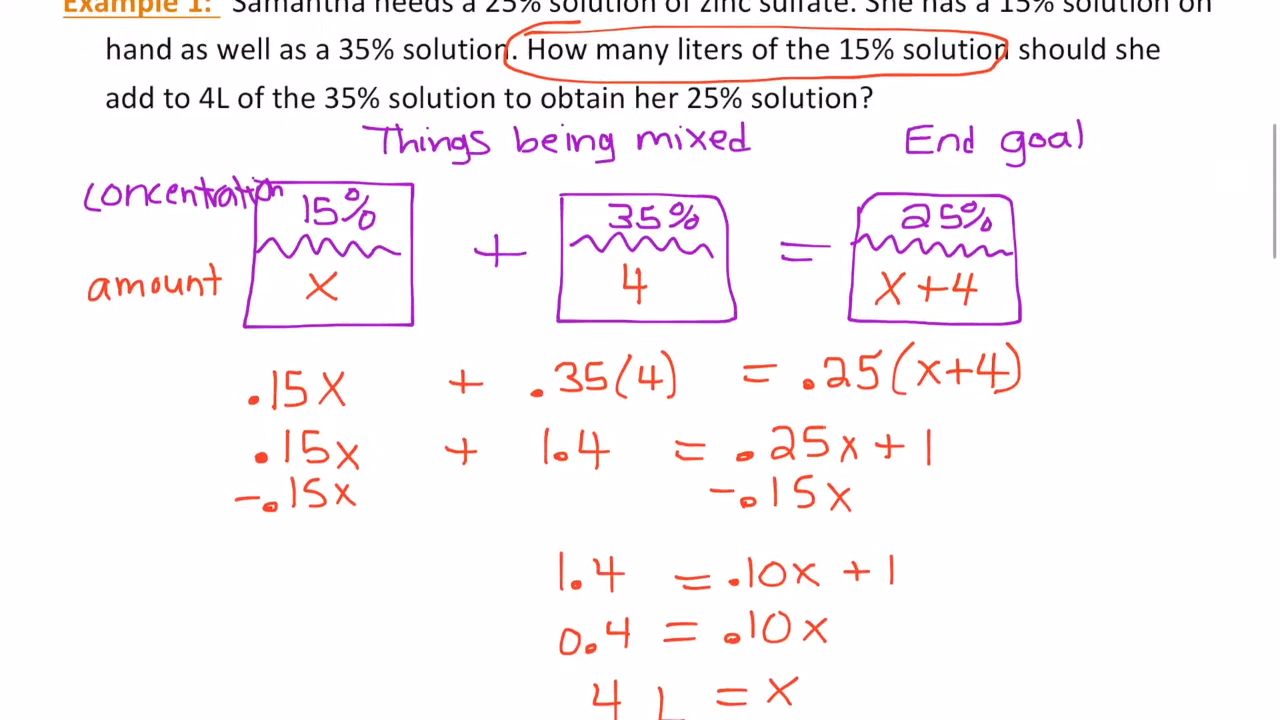 Example 1: Samantha needs a 25% solution of zinc sulfate. She has a 15% solution on
hand as well as a 35% solution. How many liters of the 15% solution should she
add to 4L of the 35% solution to obtain her 25% solution?
Things being mixed End goal
concentration 15% 35% 25%
+ =
amount x 4 x+4
.15x + .35(4) = .25(x+4)
.15x + 1.4 = .25x + 1
-.15x -.15x
1.4 = .10x + 1
0.4 = .10x
4 L = x